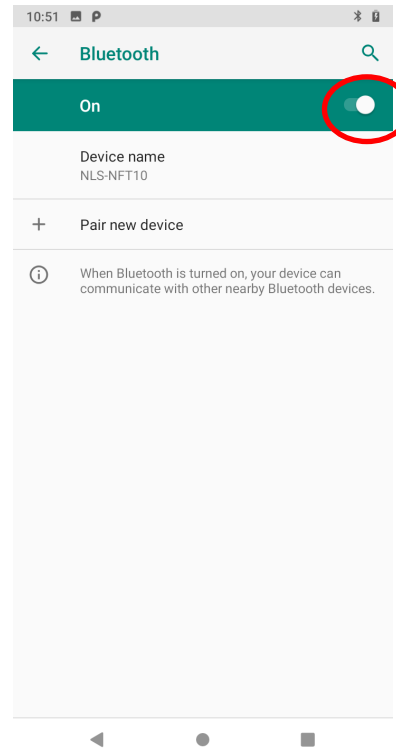 10:51
Bluetooth
On
Device name
NLS-NFT10
Pair new device
When Bluetooth is turned on, your device can
communicate with other nearby Bluetooth devices.